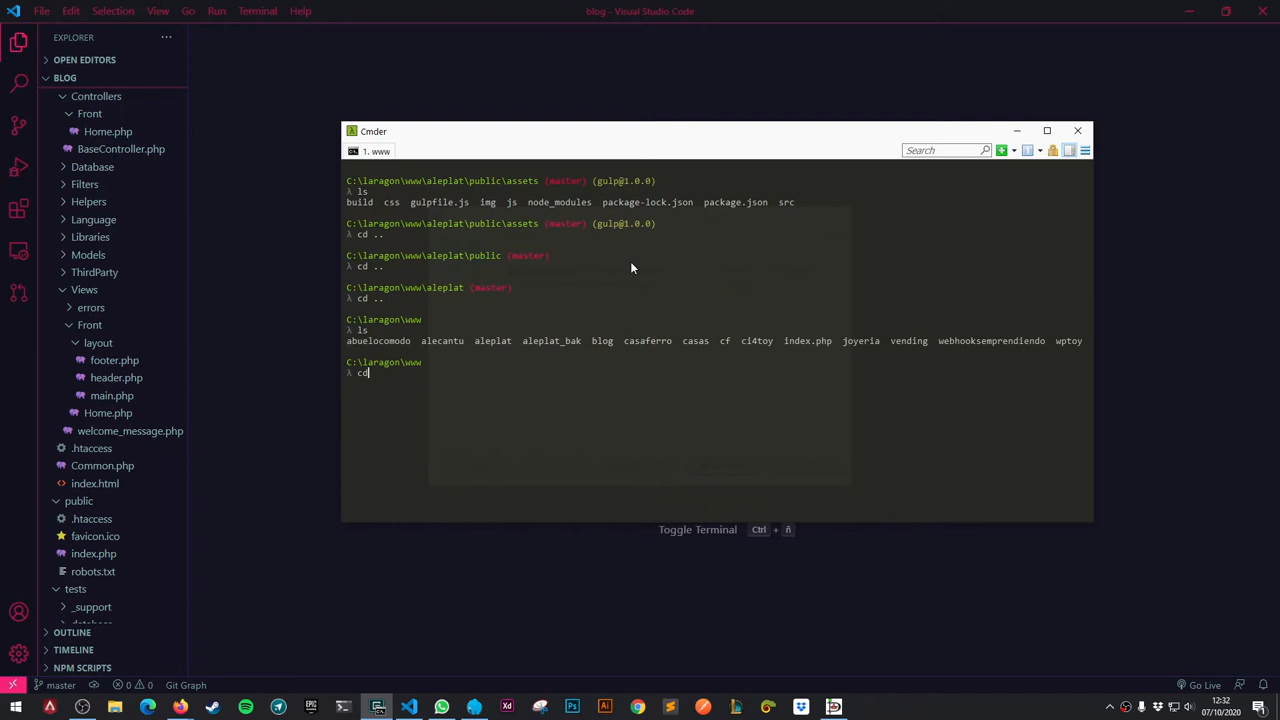 File Edit Selection View Go Run Terminal Help
blog - Visual Studio Code
EXPLORER
OPEN EDITORS
BLOG
Controllers
Front
Home.php
BaseController.php
Database
Filters
Helpers
Language
Libraries
Models
ThirdParty
Views
errors
Front
layout
footer.php
header.php
main.php
Home.php
welcome_message.php
.htaccess
Common.php
index.html
public
.htaccess
favicon.ico
index.php
robots.txt
tests
_support
OUTLINE
TIMELINE
NPM SCRIPTS
Cmder
1. www
Search
C:\laragon\www\aleplat\public\assets (master) (gulp@1.0.0)
λ ls
build css gulpfile.js img js node_modules package-lock.json package.json src
C:\laragon\www\aleplat\public\assets (master) (gulp@1.0.0)
λ cd ..
C:\laragon\www\aleplat\public (master)
λ cd ..
C:\laragon\www\aleplat (master)
λ cd ..
C:\laragon\www
λ ls
abuelocomodo alecantu aleplat aleplat_bak blog casaferro casas cf ci4toy index.php joyeria vending webhooksemprendiendo wptoy
C:\laragon\www
λ cd
Toggle Terminal Ctrl + ñ
master 0 0 Git Graph
Go Live
Xd Ps Ai
12:32
07/10/2020